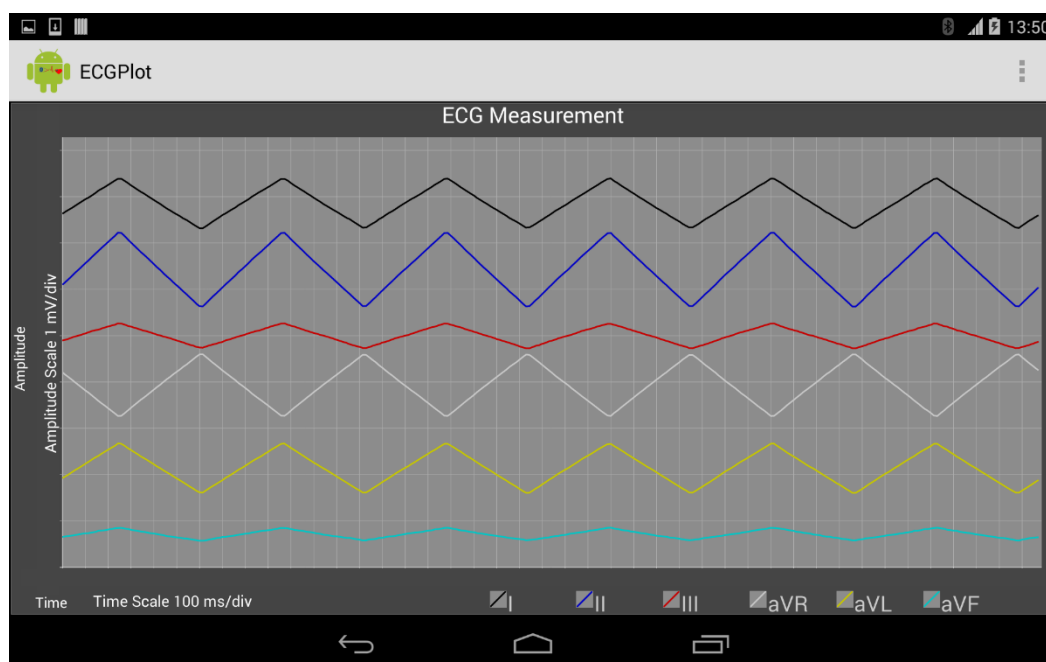 13:50
ECGPlot
ECG Measurement
Amplitude
Amplitude Scale 1 mV/div
Time
Time Scale 100 ms/div
I
II
III
aVR
aVL
aVF